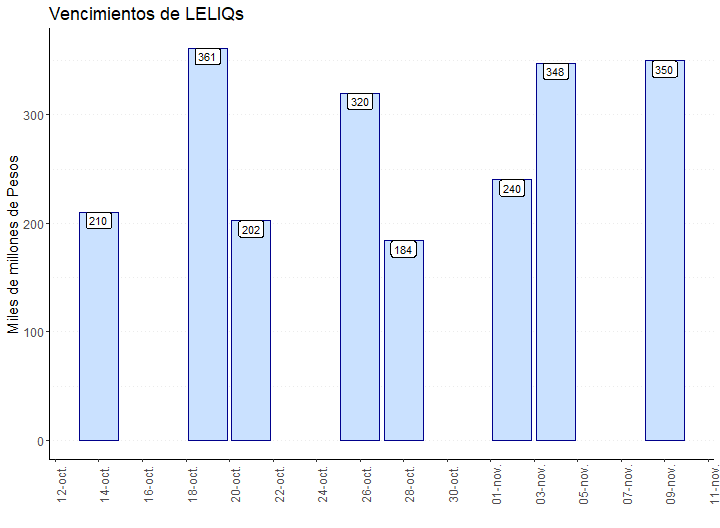 Vencimientos de LELIQs
Miles de millones de Pesos
300
200
100
0
210
361
202
320
184
240
348
350
12-oct.
14-oct.
16-oct.
18-oct.
20-oct.
22-oct.
24-oct.
26-oct.
28-oct.
30-oct.
01-nov.
03-nov.
05-nov.
07-nov.
09-nov.
11-nov.